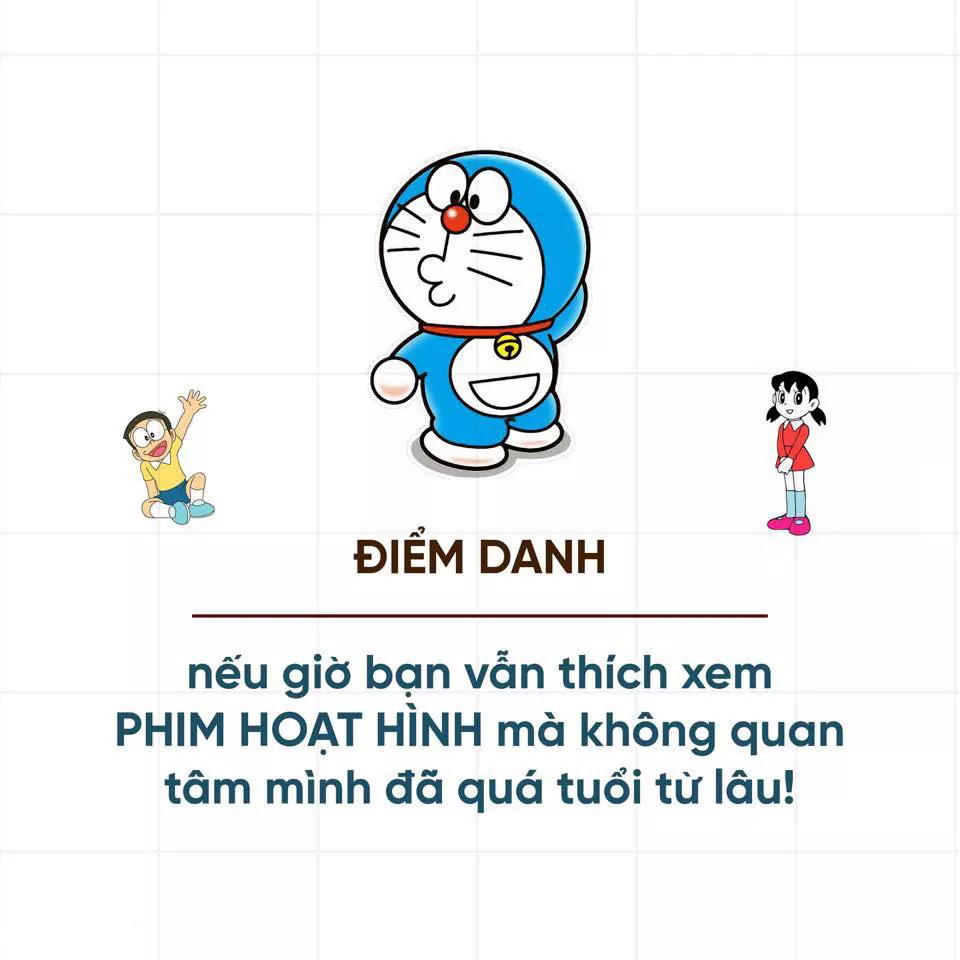 ĐIỂM DANH
nếu giờ bạn vẫn thích xem
PHIM HOẠT HÌNH mà không quan
tâm mình đã quá tuổi từ lâu!